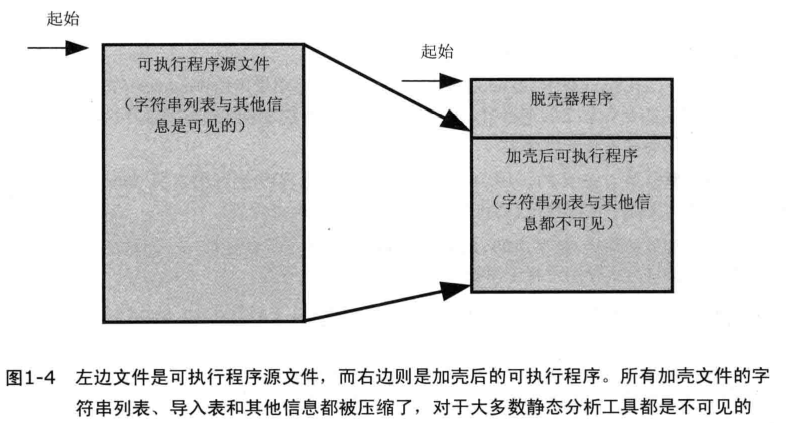 起始
可执行程序源文件
（字符串列表与其他信
息是可见的）
起始
脱壳器程序
加壳后可执行程序
（字符串列表与其他信
息都不可见）
图1-4 左边文件是可执行程序源文件，而右边则是加壳后的可执行程序。所有加壳文件的字
符串列表、导入表和其他信息都被压缩了，对于大多数静态分析工具都是不可见的